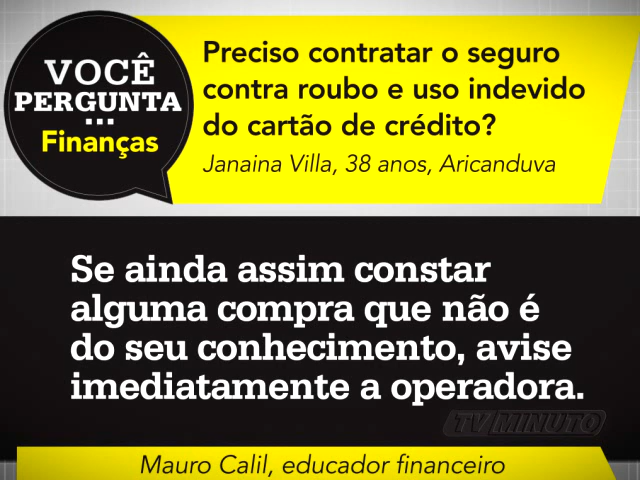 VOCÊ
PERGUNTA
...
Finanças
Preciso contratar o seguro
contra roubo e uso indevido
do cartão de crédito?
Janaina Villa, 38 anos, Aricanduva
Se ainda assim constar
alguma compra que não é
do seu conhecimento, avise
imediatamente a operadora.
TV MINUTO
Mauro Calil, educador financeiro